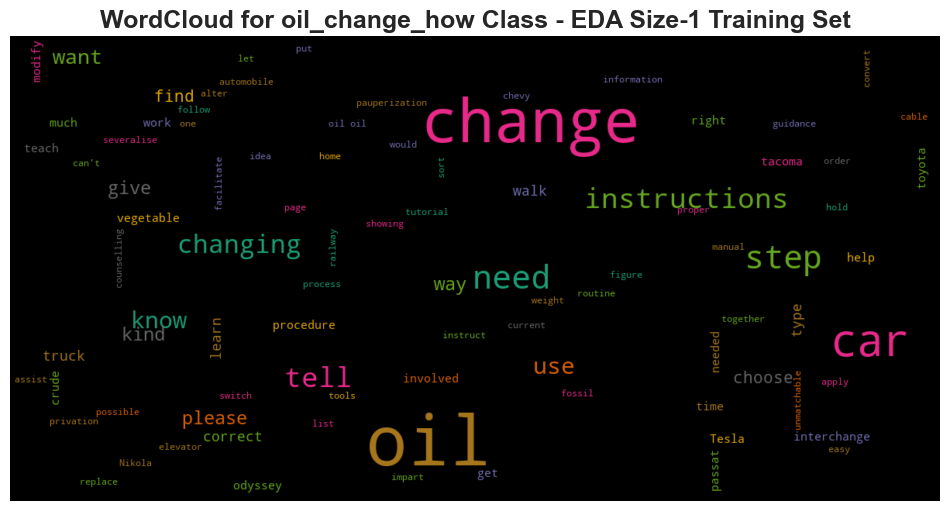 WordCloud for oil_change_how Class - EDA Size-1 Training Set
modify
want
let
put
automobile
information
convert
find
alter
chevy
pauperization
follow
change
cable
much
work
one
oil oil
right
guidance
severalise
would
teach
can't
idea
home
sort
tacoma
order
toyota
give
facilitate
walk
instructions
page
proper
hold
vegetable
tutorial
showing
counselling
changing
railway
manual
step
help
need
figure
process
way
routine
weight
know
kind
learn
procedure
current
instruct
together
type
needed
car
truck
use
assist
crude
tell
involved
choose
apply
unmatchable
switch
tools
fossil
time
possible
privation
please
list
correct
oil
Tesla
interchange
elevator
easy
Nikola
passat
replace
odyssey
impart
get